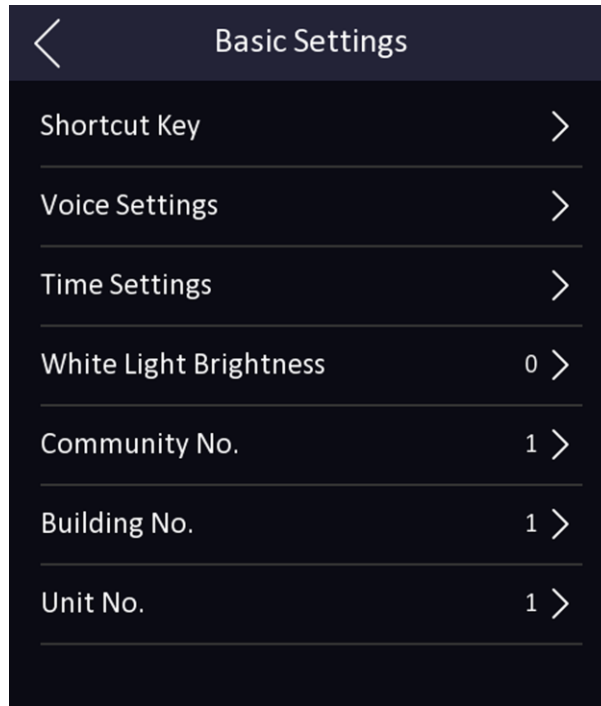 Basic Settings
Shortcut Key
Voice Settings
Time Settings
White Light Brightness 0
Community No. 1
Building No. 1
Unit No. 1